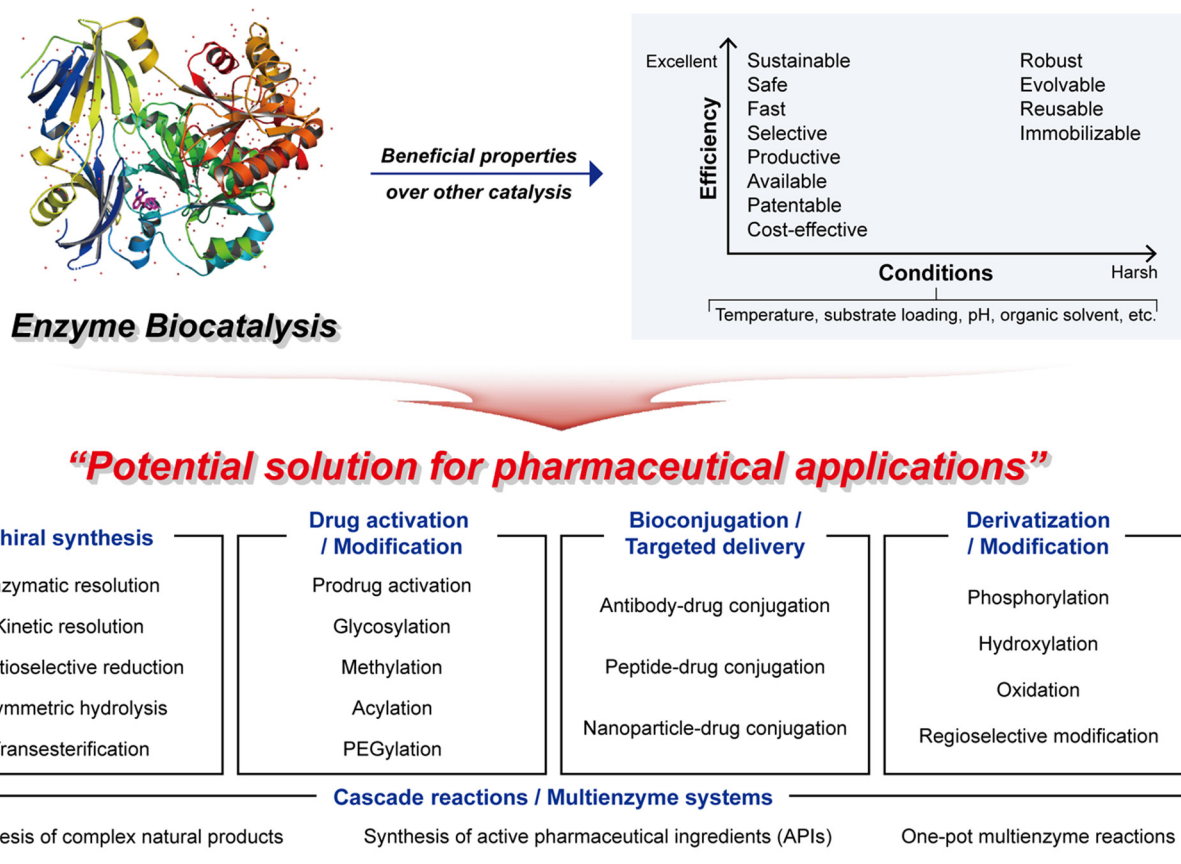 Beneficial properties
over other catalysis
Enzyme Biocatalysis
Excellent
Efficiency
Sustainable
Safe
Fast
Selective
Productive
Available
Patentable
Cost-effective
Robust
Evolvable
Reusable
Immobilizable
Conditions
Harsh
Temperature, substrate loading, pH, organic solvent, etc.
“Potential solution for pharmaceutical applications”
hiral synthesis
zymatic resolution
Kinetic resolution
tioselective reduction
mmetric hydrolysis
ransesterification
Drug activation
/ Modification
Prodrug activation
Glycosylation
Methylation
Acylation
PEGylation
Bioconjugation /
Targeted delivery
Antibody-drug conjugation
Peptide-drug conjugation
Nanoparticle-drug conjugation
Derivatization
/ Modification
Phosphorylation
Hydroxylation
Oxidation
Regioselective modification
Cascade reactions / Multienzyme systems
esis of complex natural products
Synthesis of active pharmaceutical ingredients (APIs)
One-pot multienzyme reactions